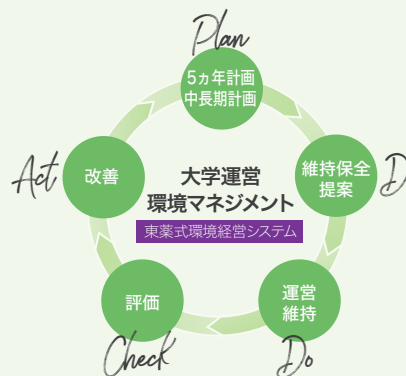 Plan
5ヵ年計画
中長期計画
Act
改善
大学運営
環境マネジメント
東薬式環境経営システム
維持保全
提案
D
評価
運営
維持
Check
Do